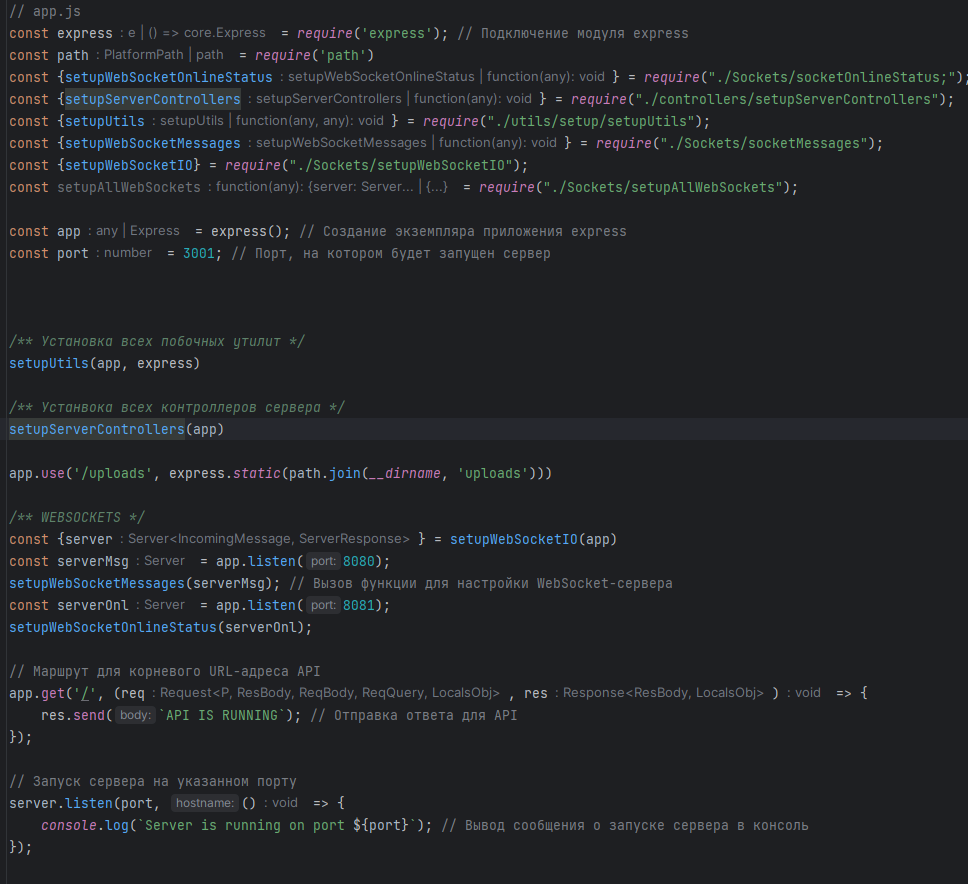 // app.js
const express : e | () => core.Express = require('express'); // Подключение модуля express
const path : PlatformPath | path = require('path')
const {setupWebSocketOnlineStatus : setupWebSocketOnlineStatus | function(any): void } = require("./Sockets/socketOnlineStatus;");
const {setupServerControllers : setupServerControllers | function(any): void } = require("./controllers/setupServerControllers");
const {setupUtils : setupUtils | function(any, any): void } = require("./utils/setup/setupUtils");
const {setupWebSocketMessages : setupWebSocketMessages | function(any): void } = require("./Sockets/socketMessages");
const {setupWebSocketIO} = require("./Sockets/setupWebSocketIO");
const setupAllWebSockets : function(any): {server: Server... | {...} = require("./Sockets/setupAllWebSockets");
const app : any | Express = express(); // Создание экземпляра приложения express
const port : number = 3001; // Порт, на котором будет запущен сервер
/** Установка всех побочных утилит */
setupUtils(app, express)
/** Устанвока всех контроллеров сервера */
setupServerControllers(app)
app.use('/uploads', express.static(path.join(__dirname, 'uploads')))
/** WEBSOCKETS */
const {server : Server<IncomingMessage, ServerResponse> } = setupWebSocketIO(app)
const serverMsg : Server = app.listen( port: 8080);
setupWebSocketMessages(serverMsg); // Вызов функции для настройки WebSocket-сервера
const serverOnl : Server = app.listen( port: 8081);
setupWebSocketOnlineStatus(serverOnl);
// Маршрут для корневого URL-адреса API
app.get('/', (req : Request<P, ResBody, ReqBody, ReqQuery, LocalsObj> , res : Response<ResBody, LocalsObj> ) : void => {
res.send( body: `API IS RUNNING`); // Отправка ответа для API
});
// Запуск сервера на указанном порту
server.listen(port, hostname: () : void => {
console.log(`Server is running on port ${port}`); // Вывод сообщения о запуске сервера в консоль
});